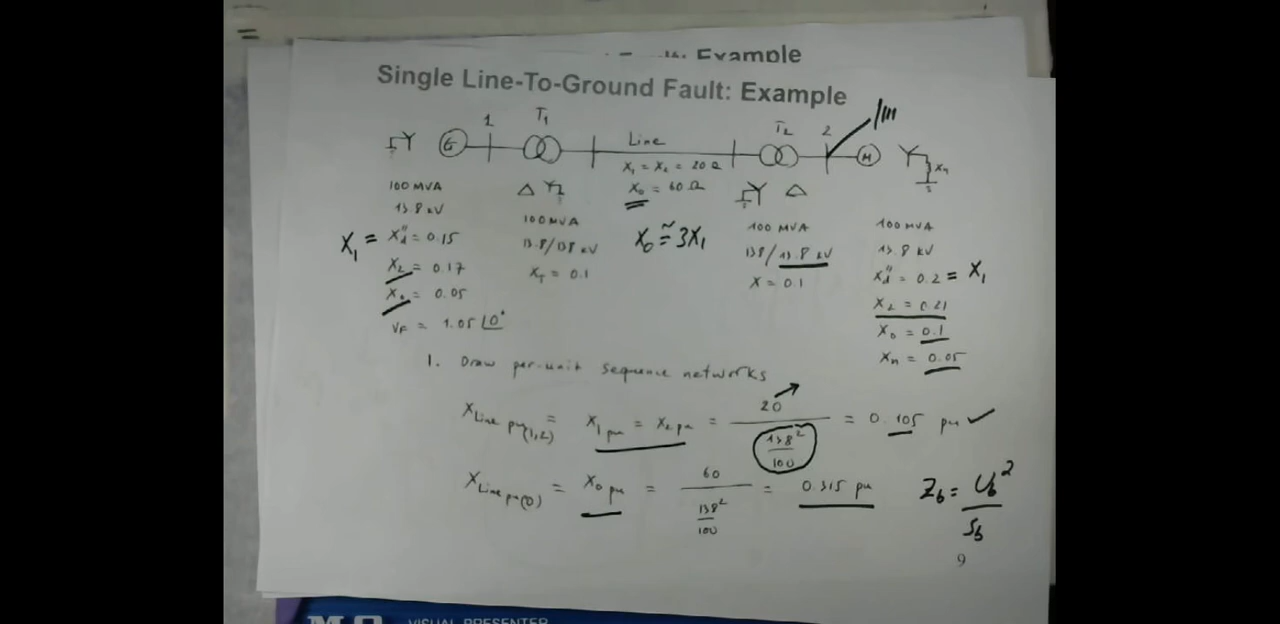 Example
Single Line-To-Ground Fault: Example
1 T1 Line T2 2
G M
X1 = X2 = 20 Ω
X0 = 60 Ω
Xn
100 MVA
13.8 kV
X1 = Xd" = 0.15
X2 = 0.17
X0 = 0.05
VF = 1.05 ∠0°
Δ Y
100 MVA
13.8/138 kV
XT = 0.1
X0 ≅ 3X1
Y Δ
100 MVA
138/13.8 kV
X = 0.1
100 MVA
13.8 kV
Xd" = 0.2 = X1
X2 = 0.21
X0 = 0.1
Xn = 0.05
1. Draw per-unit sequence networks
XLine pu(1,2) = X1 pu = X2 pu = 20 / (138² / 100) = 0.105 pu ✓
XLine pu(0) = X0 pu = 60 / (138² / 100) = 0.315 pu
Zb = Ub² / Sb
9
VISUAL PRESENTER